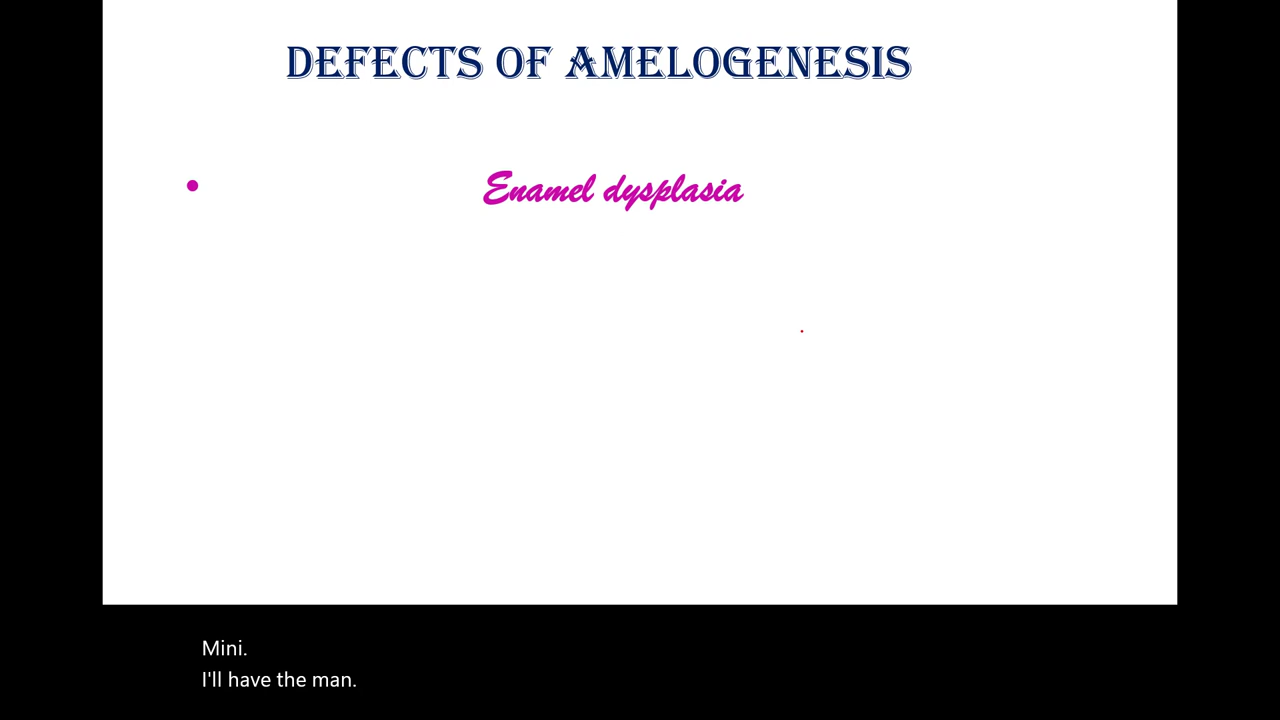 DEFECTS OF AMELOGENESIS
• Enamel dysplasia
Mini.
I'll have the man.